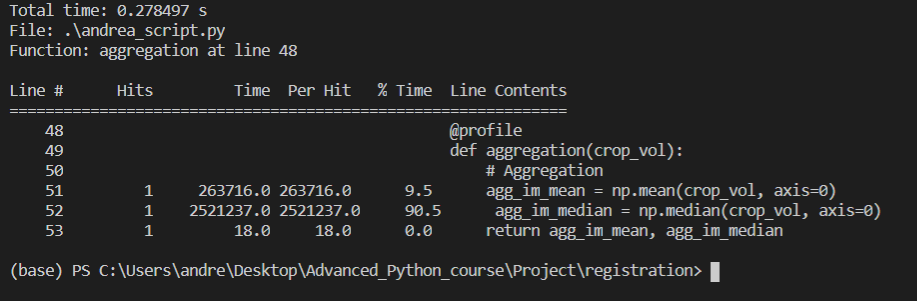 Total time: 0.278497 s
File: .\andrea_script.py
Function: aggregation at line 48
Line #      Hits         Time  Per Hit   % Time  Line Contents
==============================================================
    48                                           @profile
    49                                           def aggregation(crop_vol):
    50                                               # Aggregation
    51         1     263716.0 263716.0      9.5      agg_im_mean = np.mean(crop_vol, axis=0)
    52         1    2521237.0 2521237.0     90.5       agg_im_median = np.median(crop_vol, axis=0)
    53         1         18.0     18.0      0.0      return agg_im_mean, agg_im_median
(base) PS C:\Users\andre\Desktop\Advanced_Python_course\Project\registration>